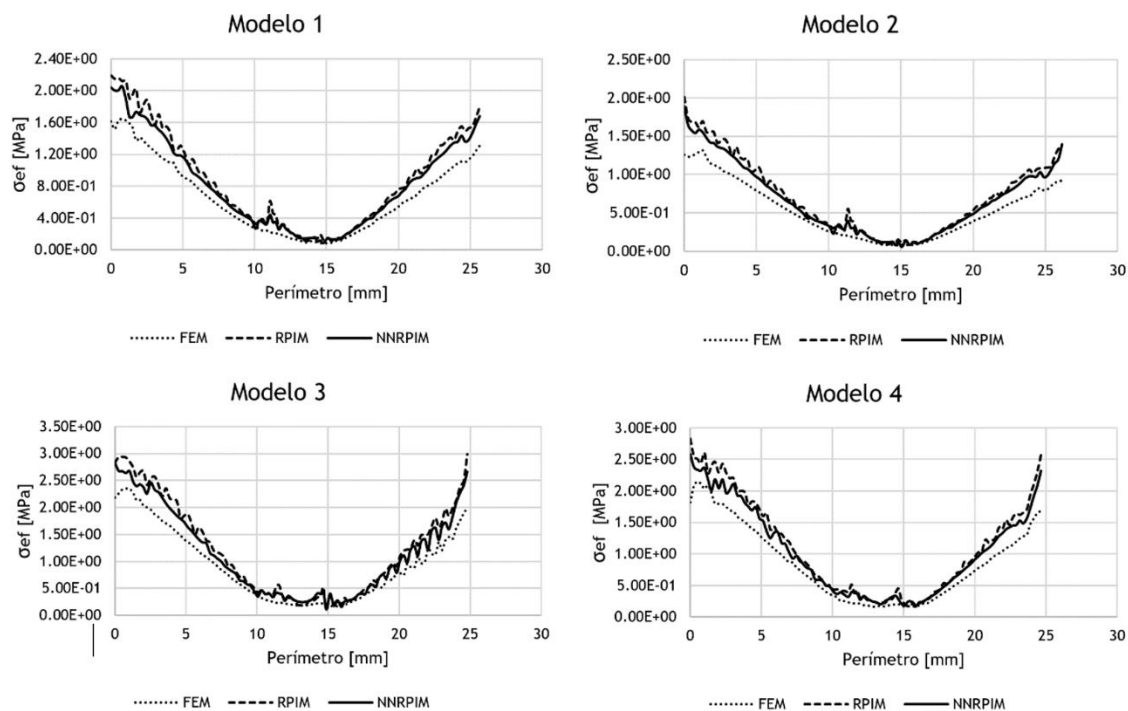 Modelo 1
σef [MPa]
2.40E+00
2.00E+00
1.60E+00
1.20E+00
8.00E-01
4.00E-01
0.00E+00
0 5 10 15 20 25 30
Perímetro [mm]
FEM RPIM NNRPIM
Modelo 2
σef [MPa]
2.50E+00
2.00E+00
1.50E+00
1.00E+00
5.00E-01
0.00E+00
0 5 10 15 20 25 30
Perímetro [mm]
FEM RPIM NNRPIM
Modelo 3
σef [MPa]
3.50E+00
3.00E+00
2.50E+00
2.00E+00
1.50E+00
1.00E+00
5.00E-01
0.00E+00
0 5 10 15 20 25 30
Perímetro [mm]
FEM RPIM NNRPIM
Modelo 4
σef [MPa]
3.00E+00
2.50E+00
2.00E+00
1.50E+00
1.00E+00
5.00E-01
0.00E+00
0 5 10 15 20 25 30
Perímetro [mm]
FEM RPIM NNRPIM